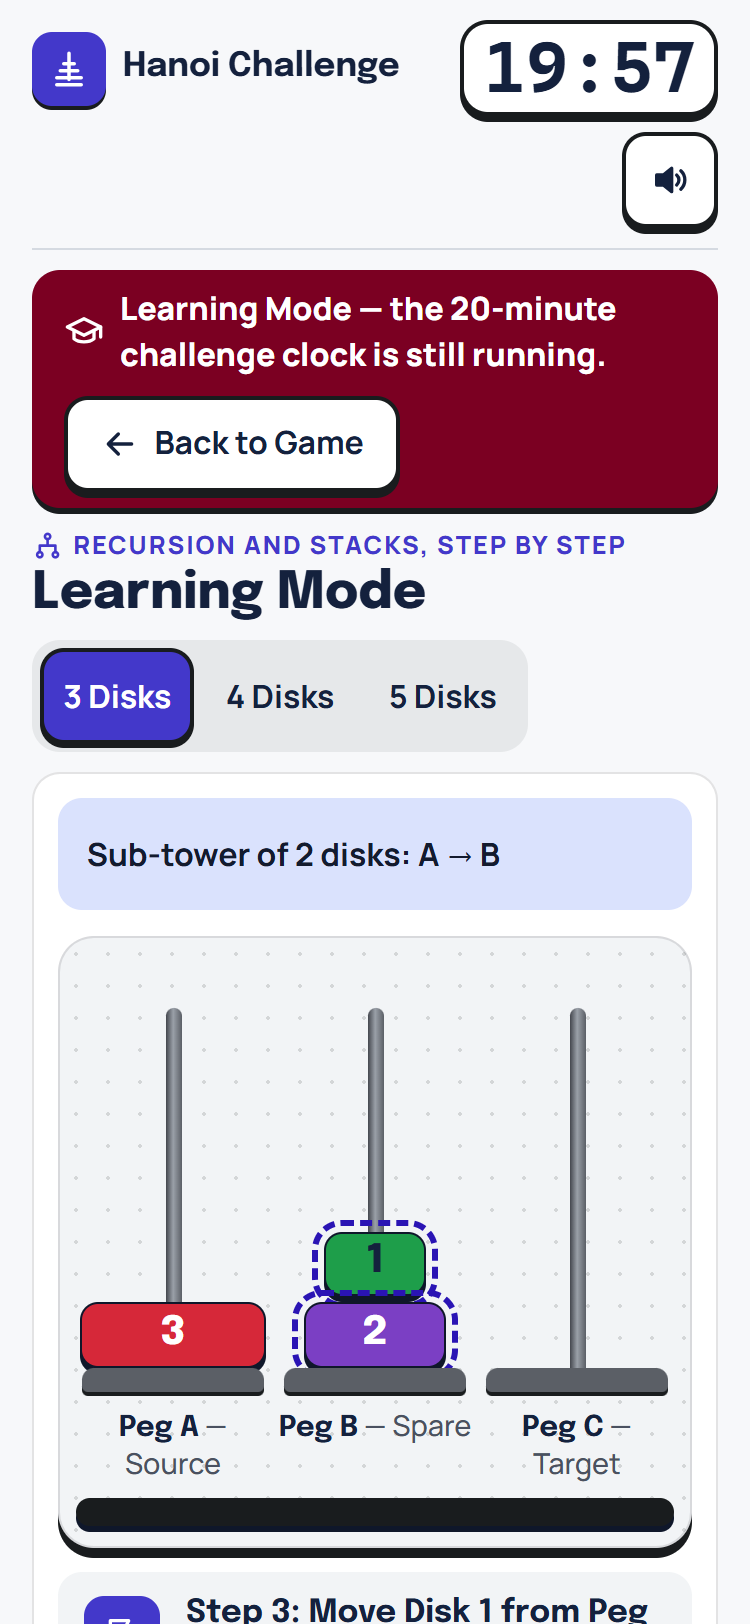 Hanoi Challenge
19:57
Learning Mode — the 20-minute
challenge clock is still running.
← Back to Game
RECURSION AND STACKS, STEP BY STEP
Learning Mode
3 Disks
4 Disks
5 Disks
Sub-tower of 2 disks: A → B
1
3
2
Peg A —
Source
Peg B — Spare
Peg C —
Target
Step 3: Move Disk 1 from Peg